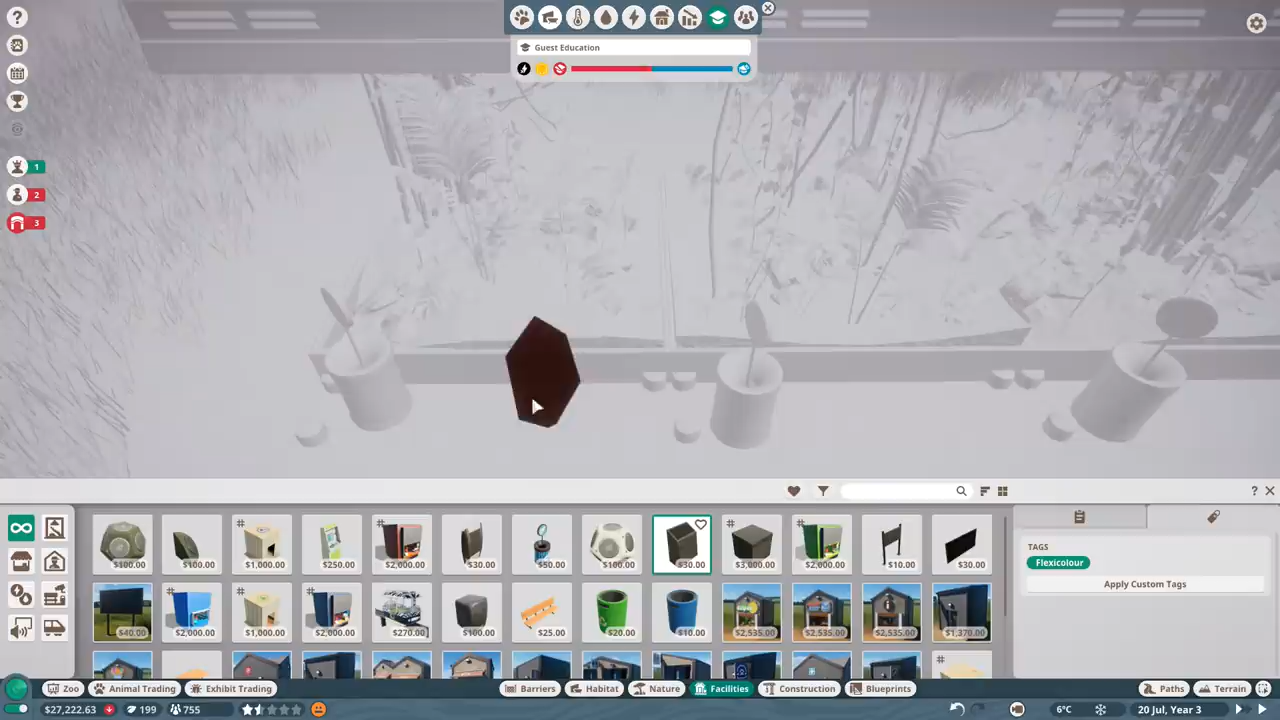 ?
Guest Education
1
2
3
?
$100.00 $100.00 # $1,000.00 $250.00 # $2,000.00 $30.00 $50.00 $100.00 $30.00 # $3,000.00 # $2,000.00 $10.00 $30.00
TAGS
Flexicolour
Apply Custom Tags
$40.00 # $2,000.00 # $1,000.00 # $2,000.00 $270.00 $100.00 $25.00 $20.00 $10.00 $2,535.00 $2,535.00 $2,535.00 $1,370.00
#
Zoo Animal Trading Exhibit Trading Barriers Habitat Nature Facilities Construction Blueprints Paths Terrain
$27,222.63 199 755 6°C 20 Jul, Year 3